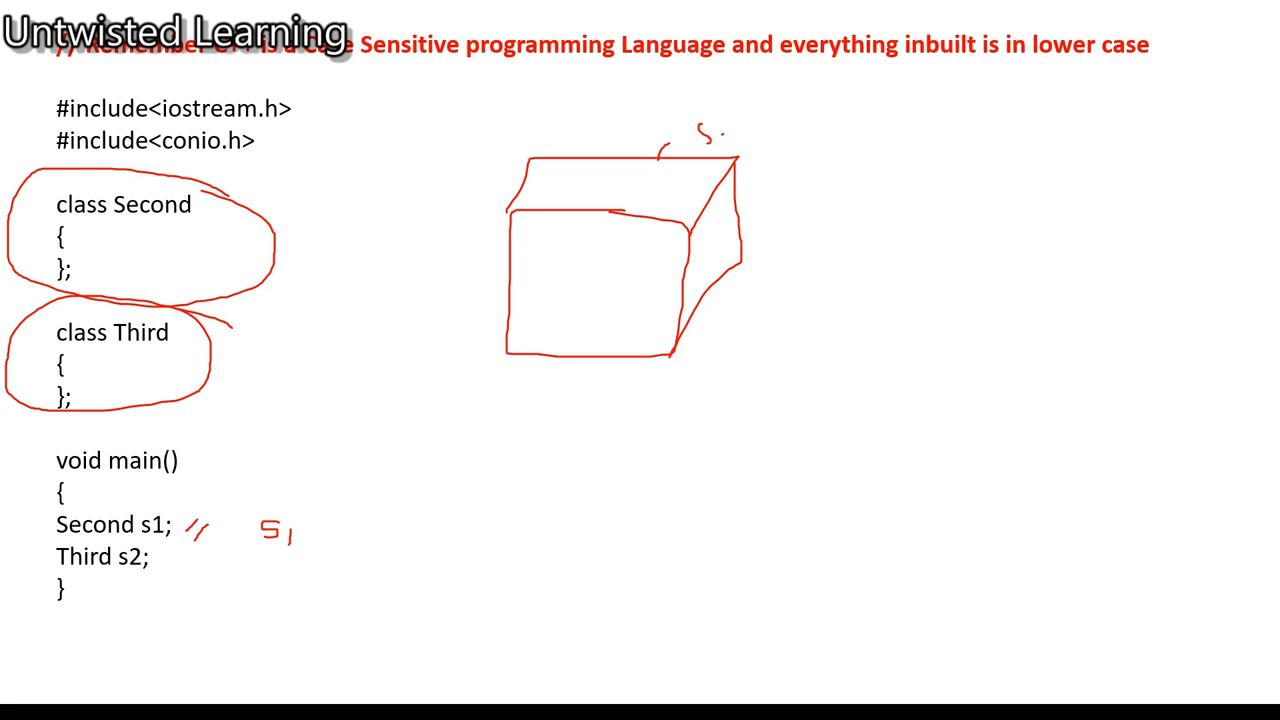 Untwisted Learning
// Sensitive programming Language and everything inbuilt is in lower case
#include<iostream.h>
#include<conio.h>
S.
class Second
{
};
class Third
{
};
void main()
{
Second s1; // S1
Third s2;
}